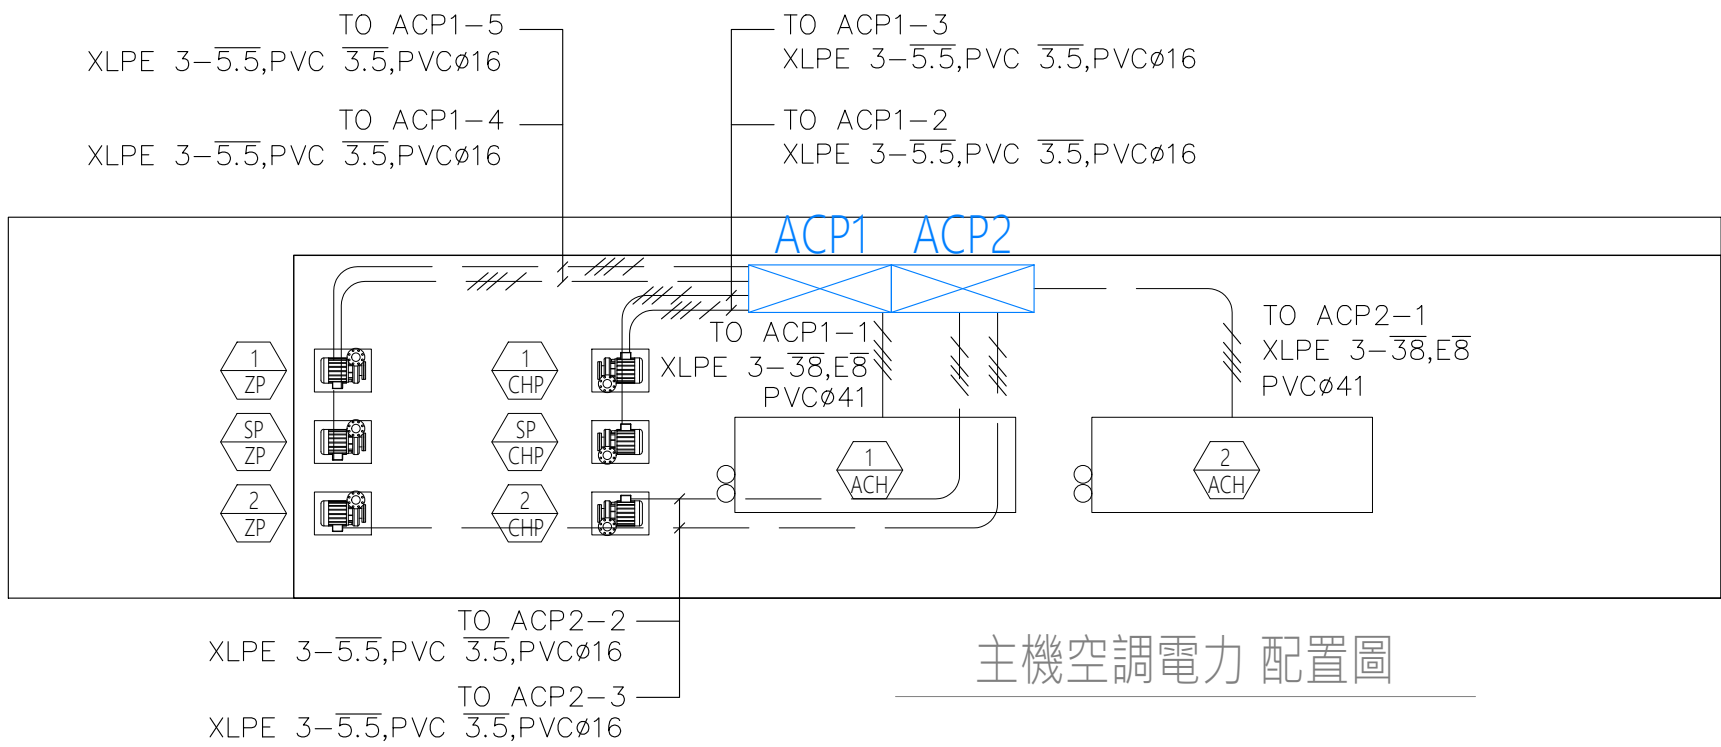 TO ACP1-5
XLPE 3-5.5,PVC 3.5,PVCø16
TO ACP1-4
XLPE 3-5.5,PVC 3.5,PVCø16
TO ACP1-3
XLPE 3-5.5,PVC 3.5,PVCø16
TO ACP1-2
XLPE 3-5.5,PVC 3.5,PVCø16
ACP1 ACP2
TO ACP1-1
XLPE 3-38,E8
PVCø41
TO ACP2-1
XLPE 3-38,E8
PVCø41
1
ZP
1
CHP
SP
ZP
SP
CHP
1
ACH
2
ACH
2
ZP
2
CHP
TO ACP2-2
XLPE 3-5.5,PVC 3.5,PVCø16
TO ACP2-3
XLPE 3-5.5,PVC 3.5,PVCø16
主機空調電力 配置圖